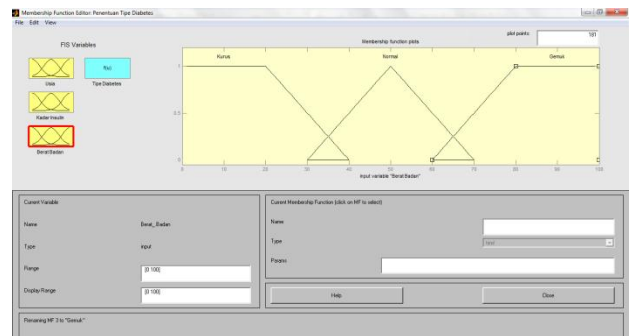 Membership Function Editor: Penentuan Tipe Diabetes
File Edit View
FIS Variables
Membership function plots
plot points:
181
Usia
f(u)
Tipe Diabetes
Kadar Insulin
Berat Badan
Kurus
Normal
Gemuk
1
0.5
0
0 10 20 30 40 50 60 70 80 90 100
input variable "Berat Badan"
Current Variable
Name Berat_Badan
Type input
Range [0 100]
Display Range [0 100]
Current Membership Function (click on MF to select)
Name
Type
Params
Help
Close
Renaming MF 3 to "Gemuk"